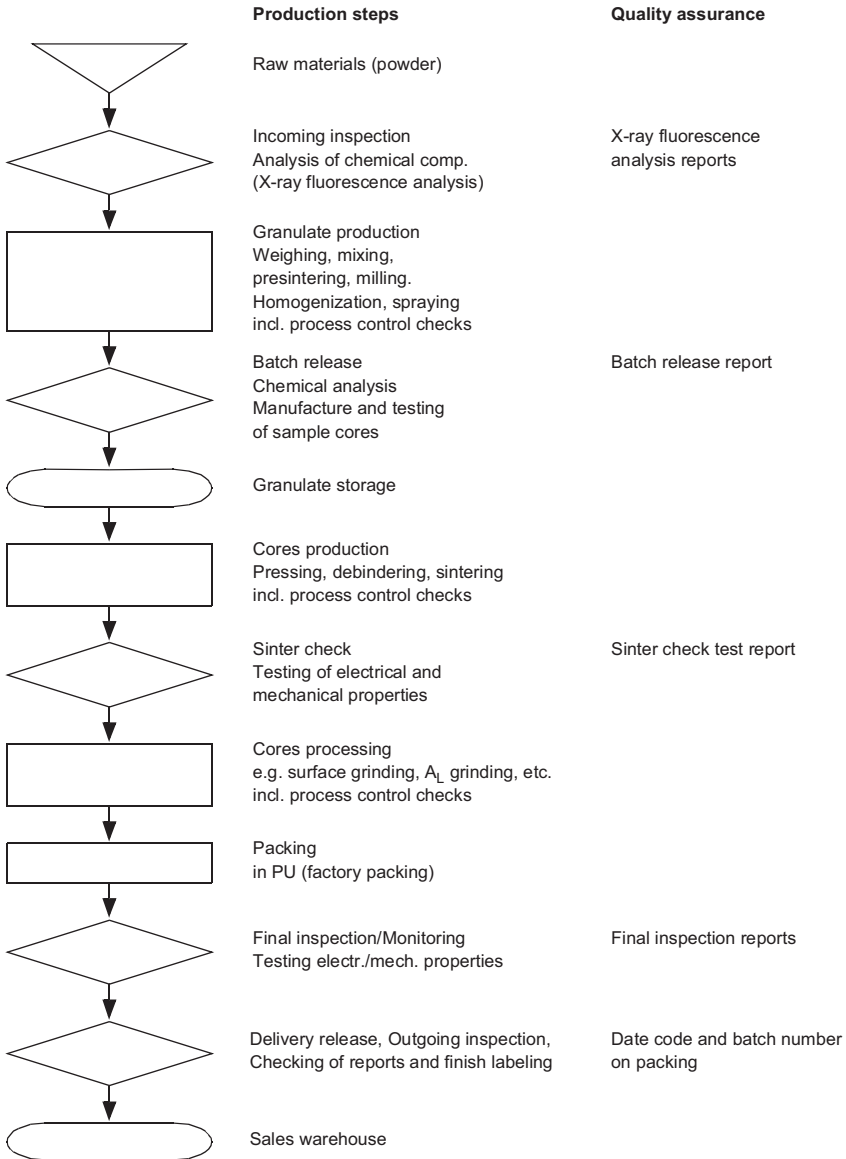 Production steps
Quality assurance
Raw materials (powder)
Incoming inspection
Analysis of chemical comp.
(X-ray fluorescence analysis)
X-ray fluorescence
analysis reports
Granulate production
Weighing, mixing,
presintering, milling.
Homogenization, spraying
incl. process control checks
Batch release
Chemical analysis
Manufacture and testing
of sample cores
Batch release report
Granulate storage
Cores production
Pressing, debindering, sintering
incl. process control checks
Sinter check
Testing of electrical and
mechanical properties
Sinter check test report
Cores processing
e.g. surface grinding, A_L grinding, etc.
incl. process control checks
Packing
in PU (factory packing)
Final inspection/Monitoring
Testing electr./mech. properties
Final inspection reports
Delivery release, Outgoing inspection,
Checking of reports and finish labeling
Date code and batch number
on packing
Sales warehouse